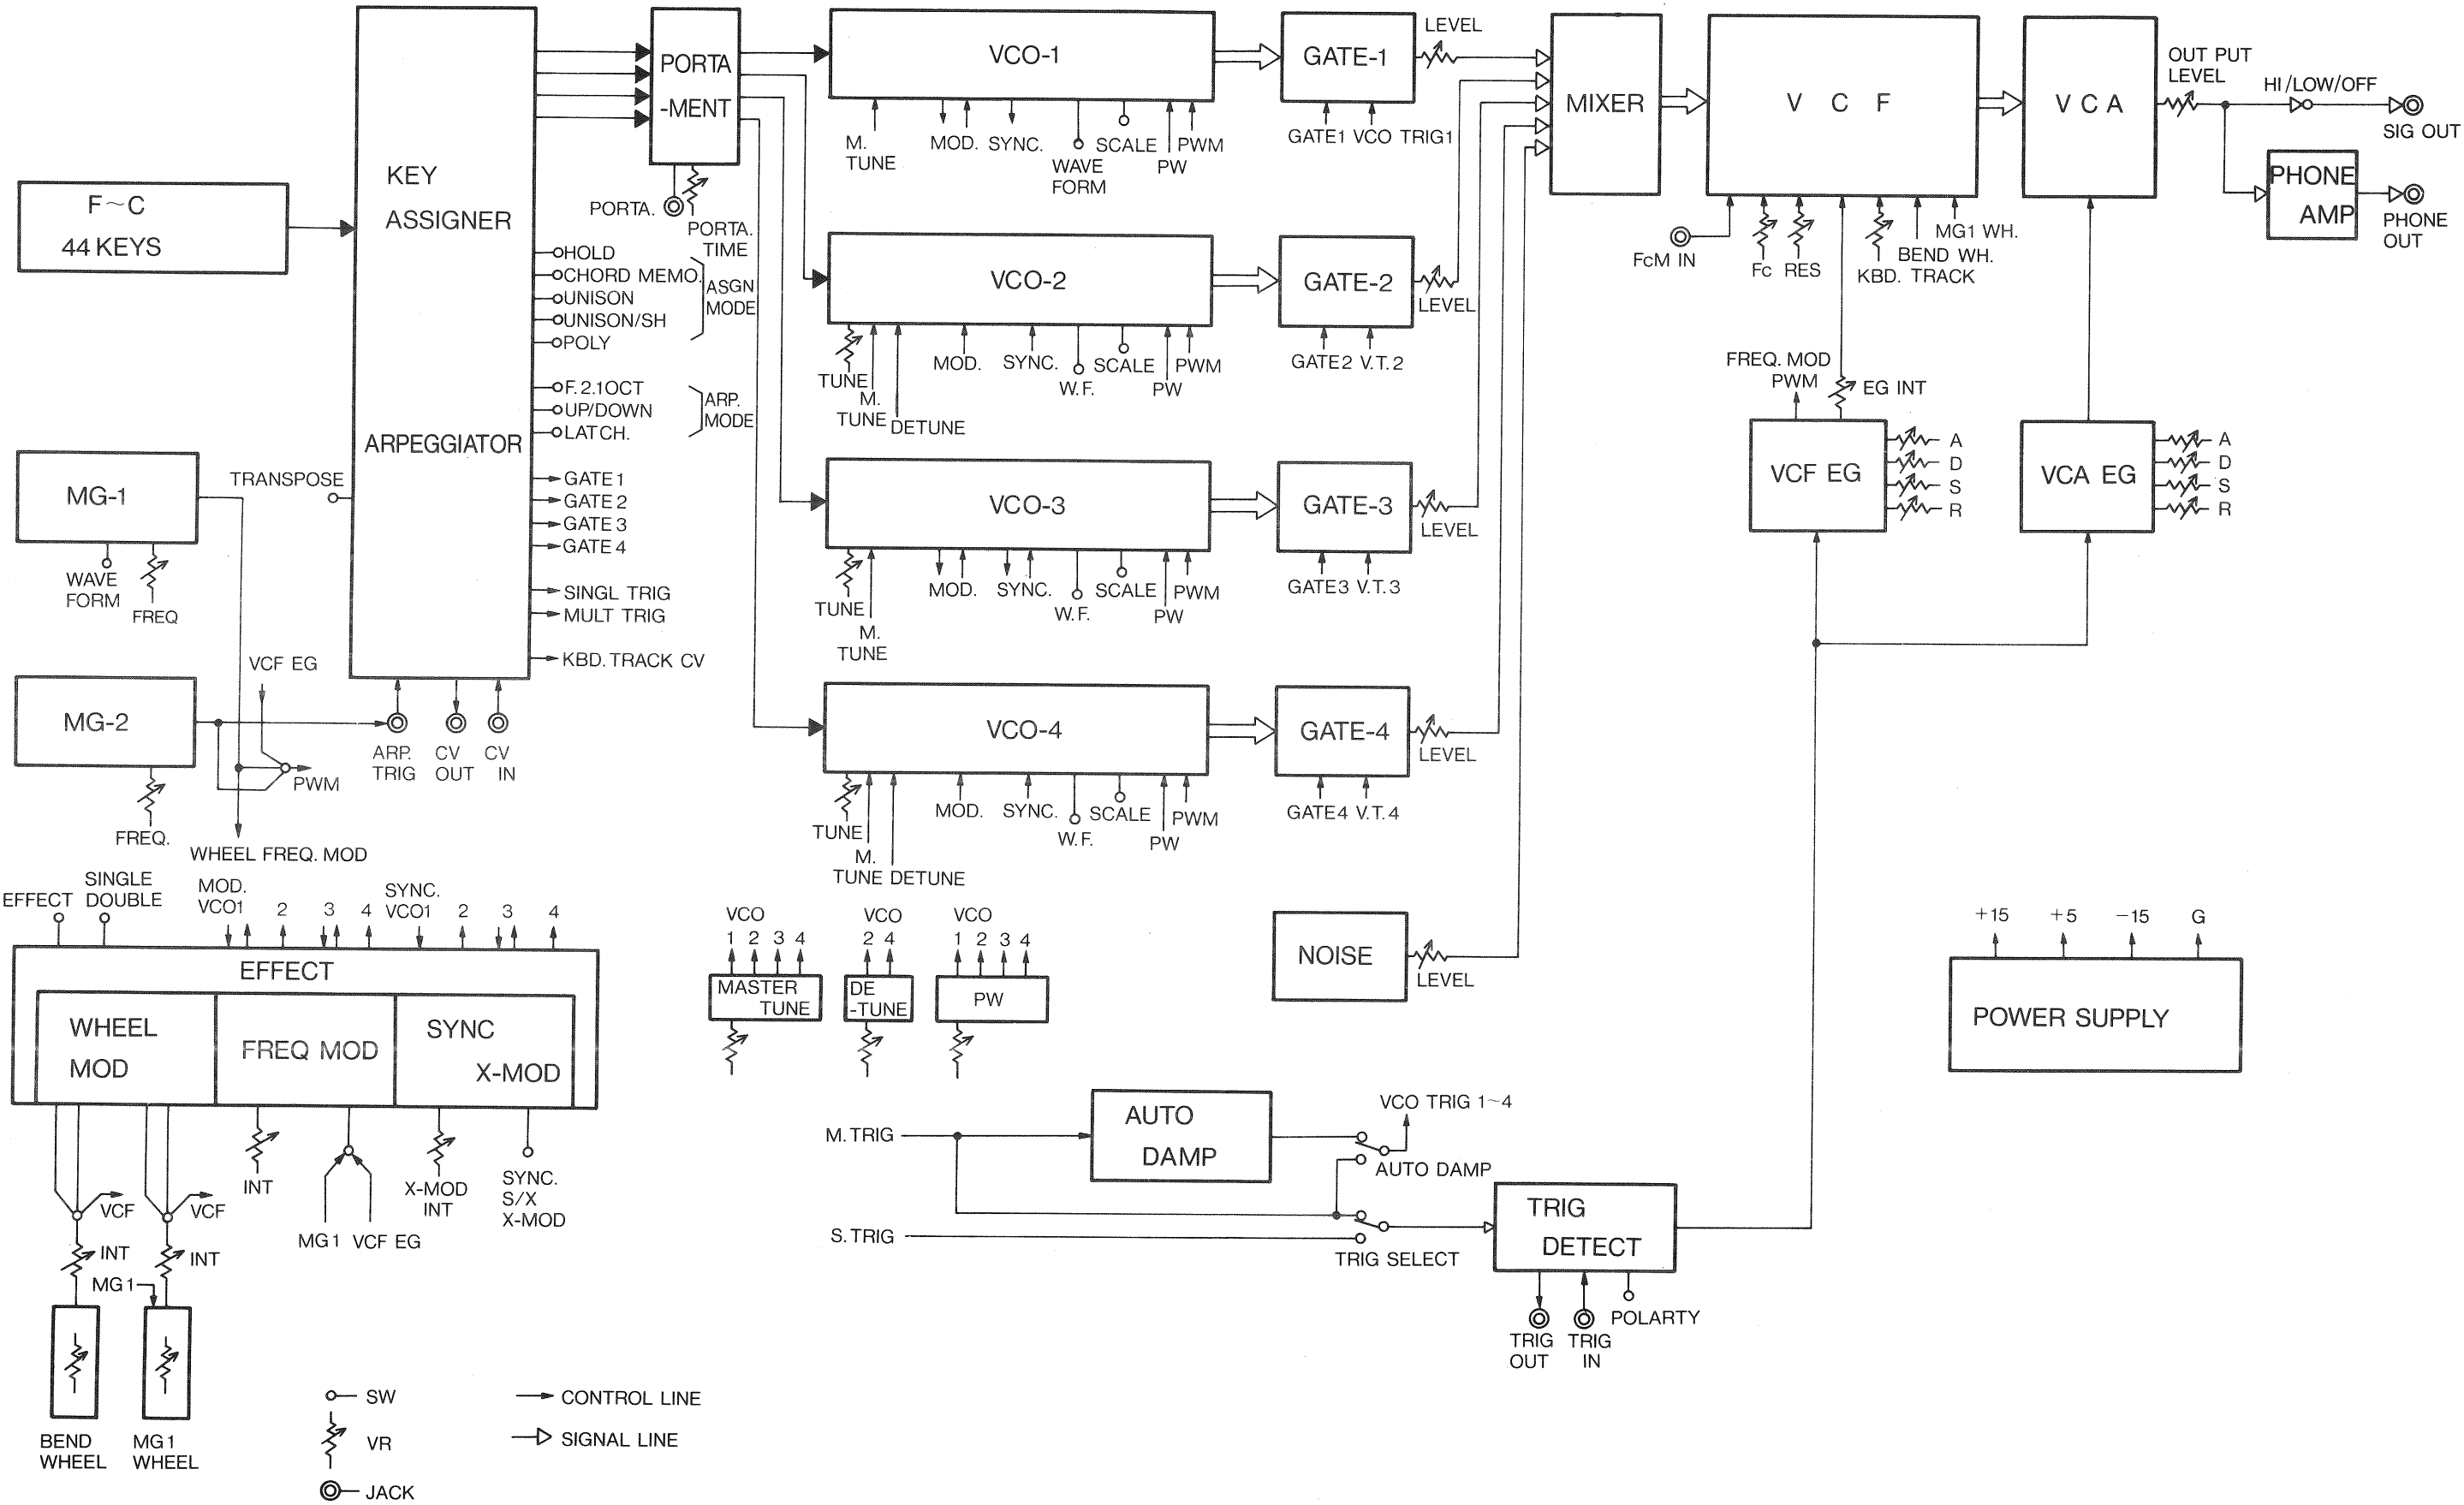 F~C
44 KEYS
KEY
ASSIGNER
ARPEGGIATOR
TRANSPOSE
HOLD
CHORD MEMO.
UNISON
UNISON/SH
POLY
ASGN
MODE
F. 2.1OCT
UP/DOWN
LATCH.
ARP.
MODE
GATE 1
GATE 2
GATE 3
GATE 4
SINGL TRIG
MULT TRIG
KBD. TRACK CV
ARP.
TRIG
CV
OUT
CV
IN
PORTA
-MENT
PORTA.
PORTA.
TIME
MG-1
WAVE
FORM
FREQ
MG-2
FREQ.
VCF EG
PWM
WHEEL FREQ. MOD
VCO-1
M.
TUNE
MOD.
SYNC.
WAVE
FORM
SCALE
PW
PWM
GATE-1
GATE1
VCO TRIG1
LEVEL
VCO-2
TUNE
M.
TUNE
DETUNE
MOD.
SYNC.
W.F.
SCALE
PW
PWM
GATE-2
GATE2
V.T.2
LEVEL
VCO-3
TUNE
M.
TUNE
MOD.
SYNC.
W.F.
SCALE
PW
PWM
GATE-3
GATE3
V.T.3
LEVEL
VCO-4
TUNE
M.
TUNE
DETUNE
MOD.
SYNC.
W.F.
SCALE
PW
PWM
GATE-4
GATE4
V.T.4
LEVEL
NOISE
LEVEL
MIXER
V C F
FcM IN
Fc
RES
KBD. TRACK
BEND WH.
MG1 WH.
FREQ. MOD
PWM
EG INT
VCF EG
A
D
S
R
VCA
VCA EG
A
D
S
R
OUT PUT
LEVEL
HI/LOW/OFF
SIG OUT
PHONE
AMP
PHONE
OUT
EFFECT
SINGLE
DOUBLE
MOD.
VCO1
2
3
4
SYNC.
VCO1
2
3
4
EFFECT
WHEEL
MOD
FREQ MOD
SYNC
X-MOD
VCF
VCF
INT
INT
MG1
BEND
WHEEL
MG1
WHEEL
INT
MG1
VCF EG
X-MOD
INT
SYNC.
S/X
X-MOD
VCO
1 2 3 4
MASTER
TUNE
VCO
2 4
DE
-TUNE
VCO
1 2 3 4
PW
M. TRIG
AUTO
DAMP
VCO TRIG 1~4
AUTO DAMP
S. TRIG
TRIG SELECT
TRIG
DETECT
TRIG
OUT
TRIG
IN
POLARTY
+15
+5
-15
G
POWER SUPPLY
SW
VR
JACK
CONTROL LINE
SIGNAL LINE